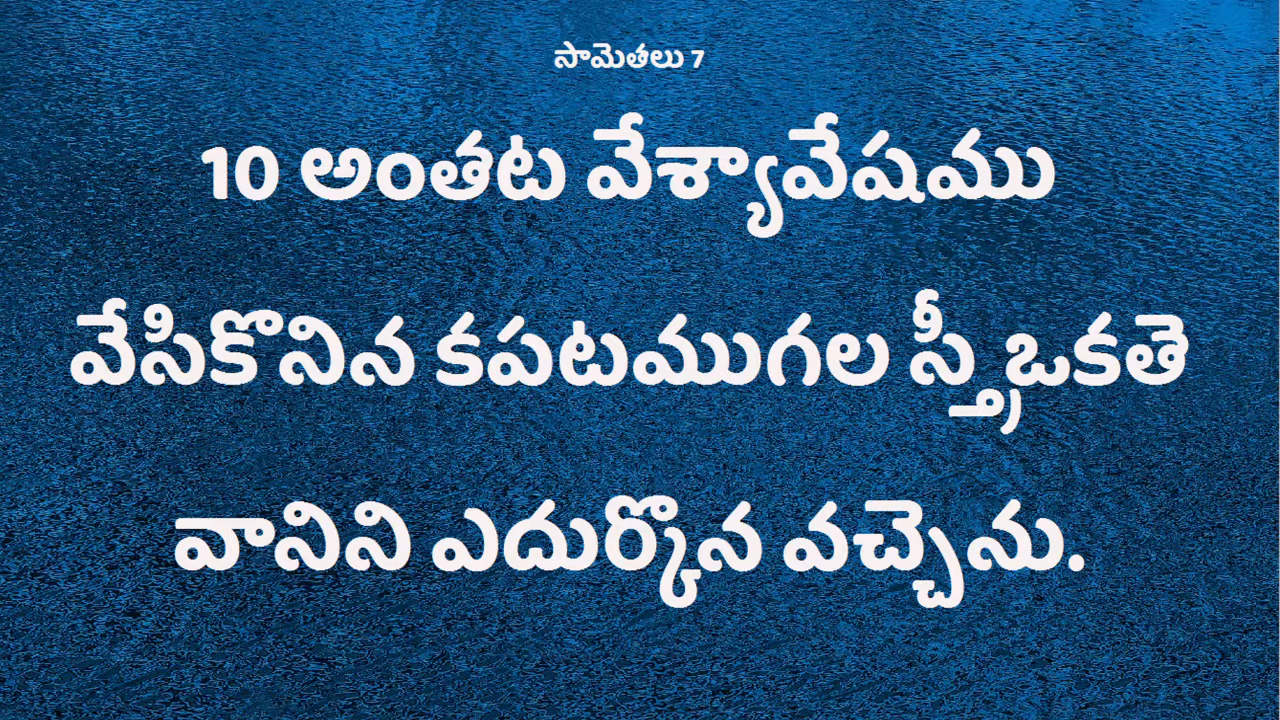 సామెతలు 7
10 అంతట వేశ్యావేషము
వేసికొనిన కపటముగల స్త్రీఒకతె
వానిని ఎదుర్కొన వచ్చెను.